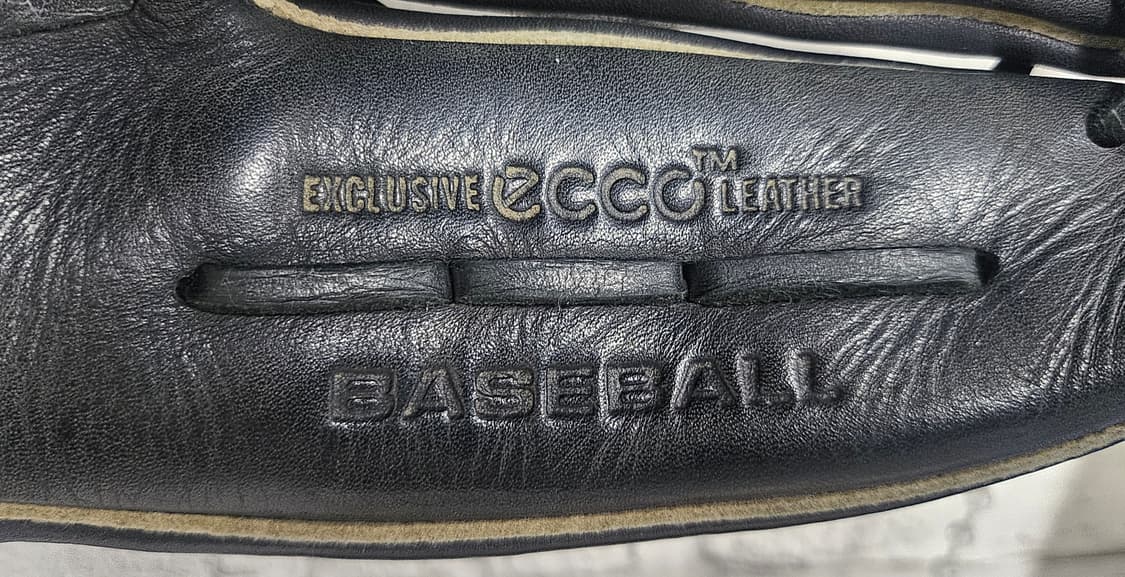 EXCLUSIVE ecco™ LEATHER
BASEBALL